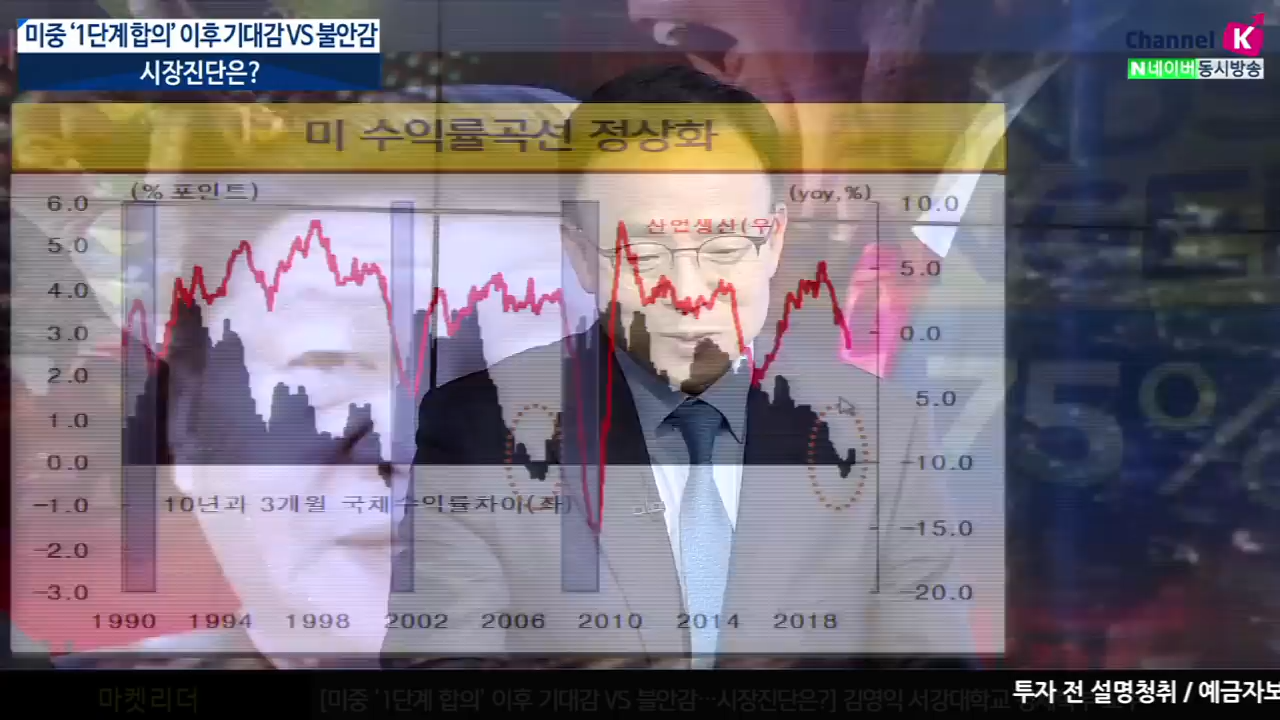 미중 '1단계 합의' 이후 기대감 VS 불안감
시장진단은?
Channel K
N 네이버 동시방송
미 수익률곡선 정상화
(% 포인트)
(yoy,%)
산업생산(우)
6.0
5.0
4.0
3.0
2.0
1.0
0.0
-1.0
-2.0
-3.0
10.0
5.0
0.0
5.0
-10.0
-15.0
-20.0
10년과 3개월 국채수익률차이(좌)
1990 1994 1998 2002 2006 2010 2014 2018
75%
마켓리더
[미중 '1단계 합의' 이후 기대감 VS 불안감…시장진단은?] 김영익 서강대학교
투자 전 설명청취 / 예금자보